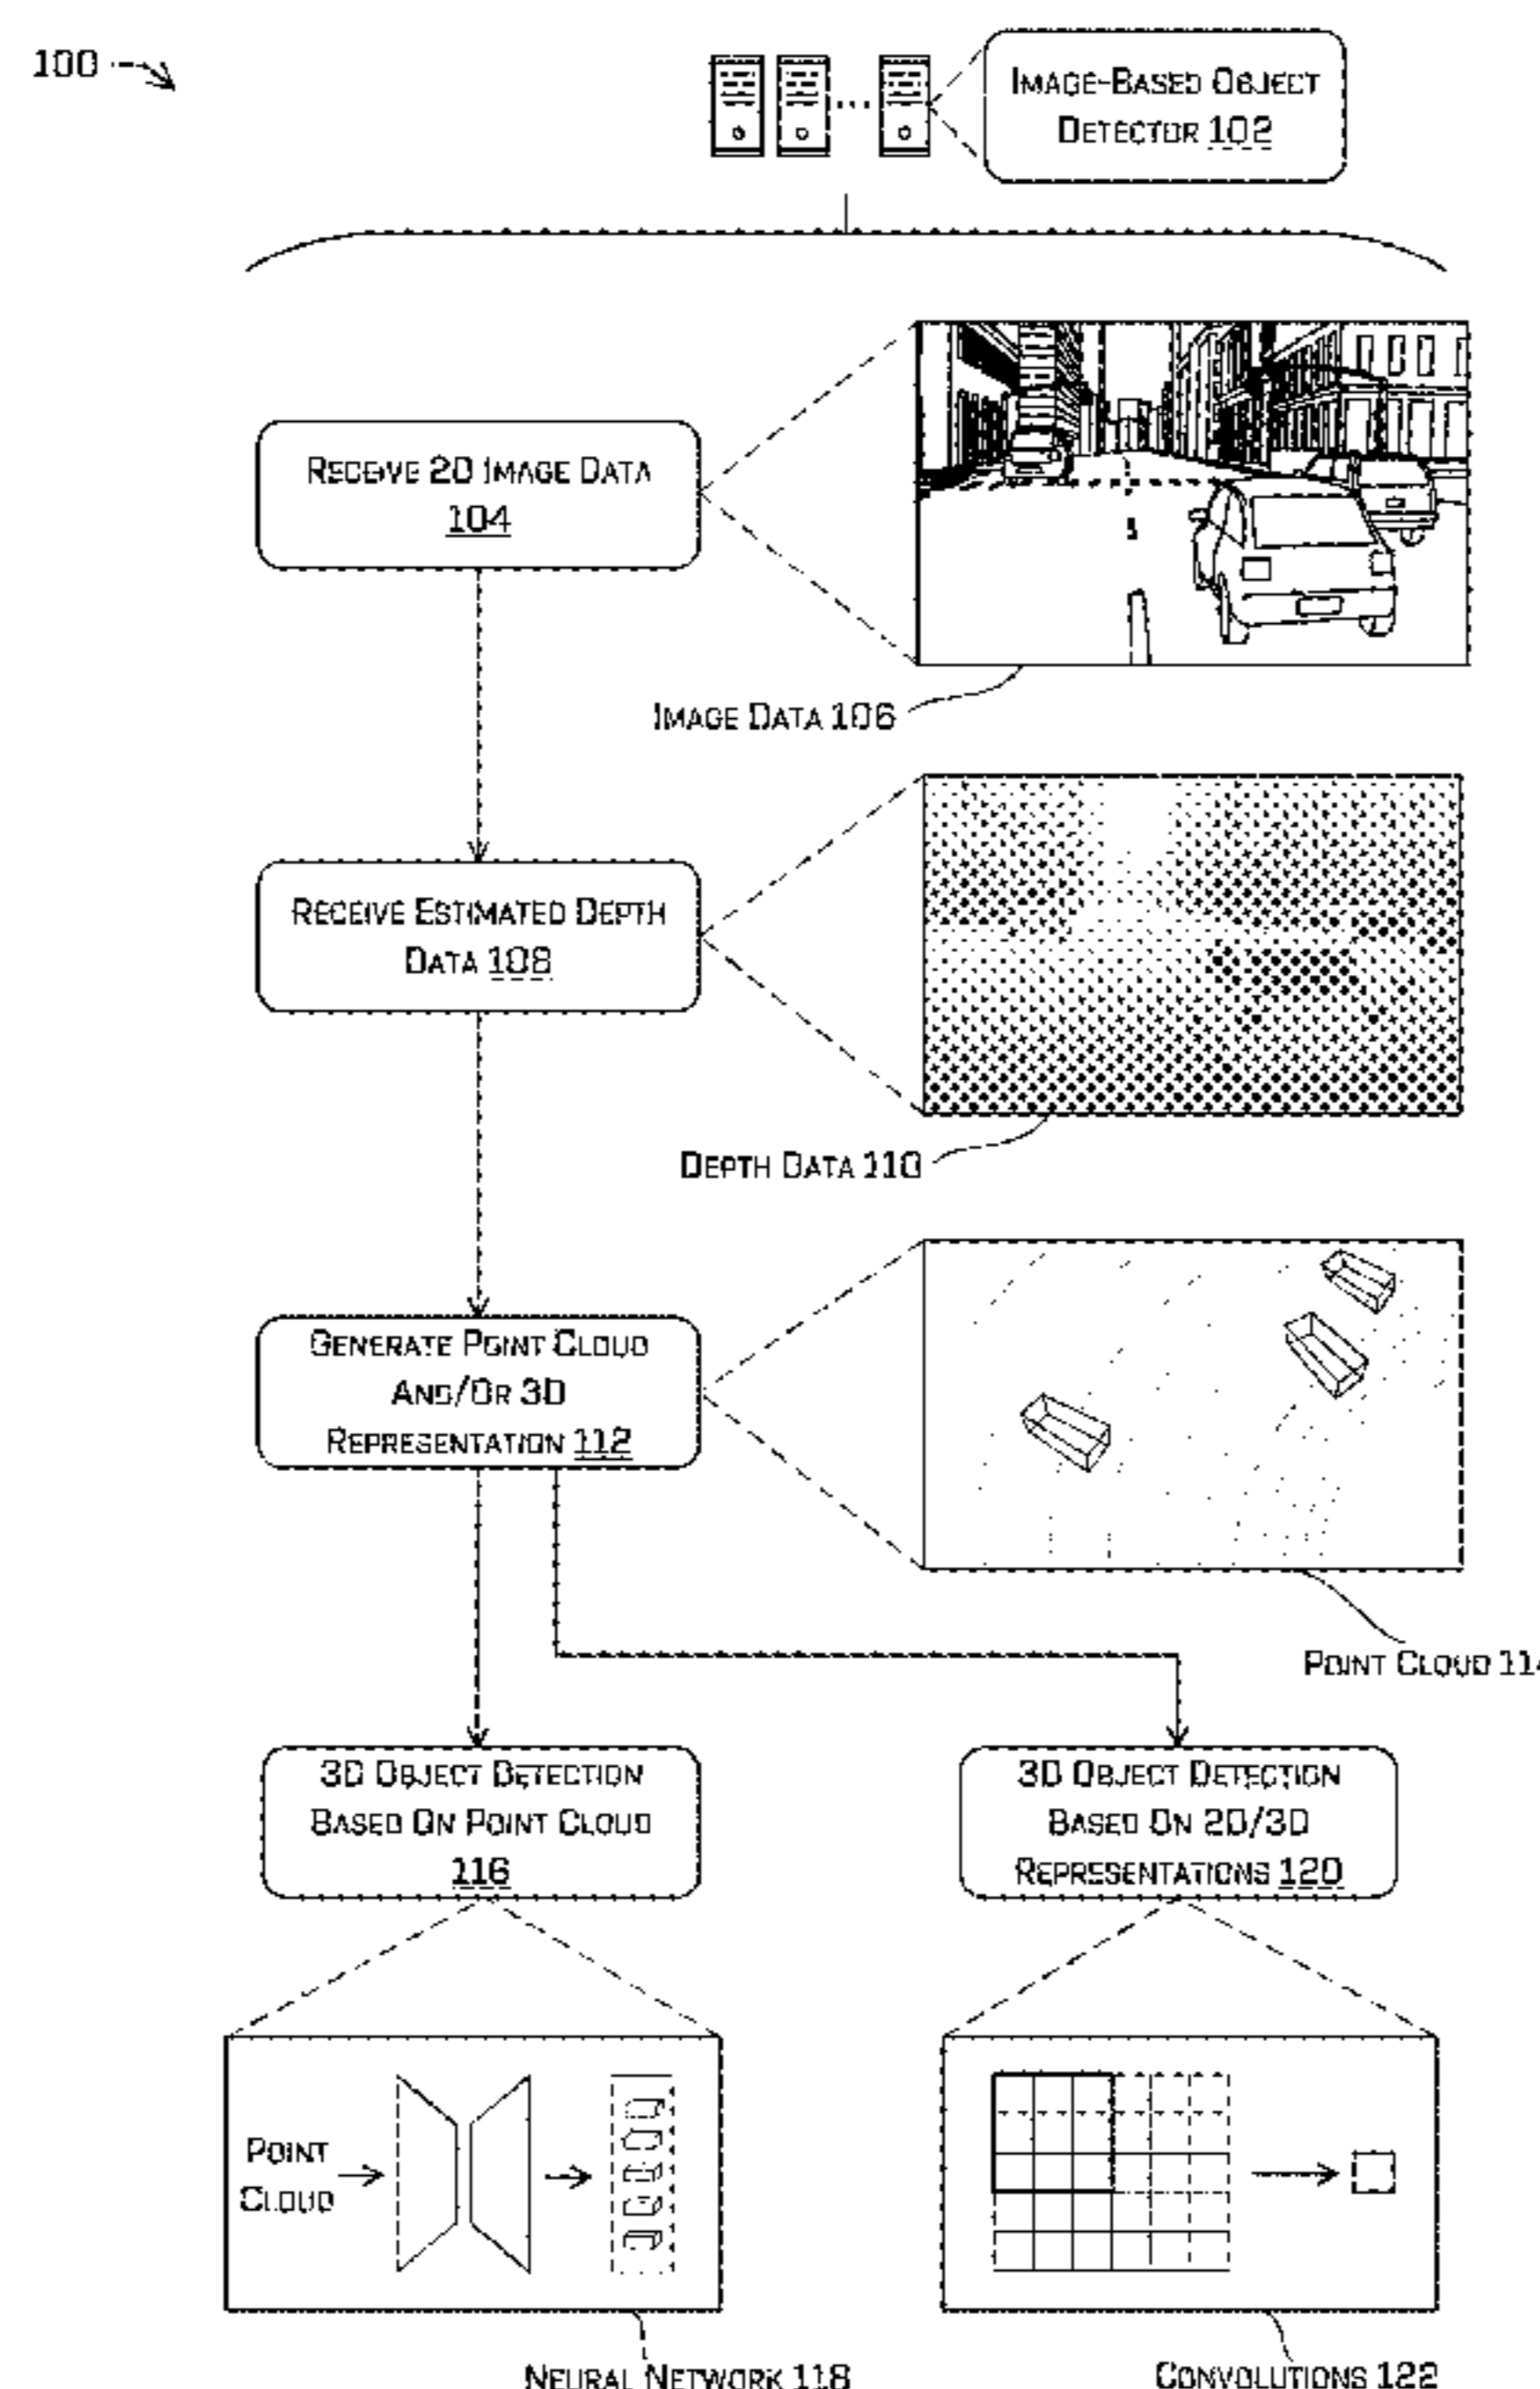 100
IMAGE-BASED OBJECT
DETECTOR 102
RECEIVE 2D IMAGE DATA
104
IMAGE DATA 106
RECEIVE ESTIMATED DEPTH
DATA 108
DEPTH DATA 110
GENERATE POINT CLOUD
AND/OR 3D
REPRESENTATION 112
POINT CLOUD
3D OBJECT DETECTION
BASED ON POINT CLOUD
116
3D OBJECT DETECTION
BASED ON 2D/3D
REPRESENTATIONS 120
POINT
CLOUD
NEURAL NETWORK 118
CONVOLUTIONS 122